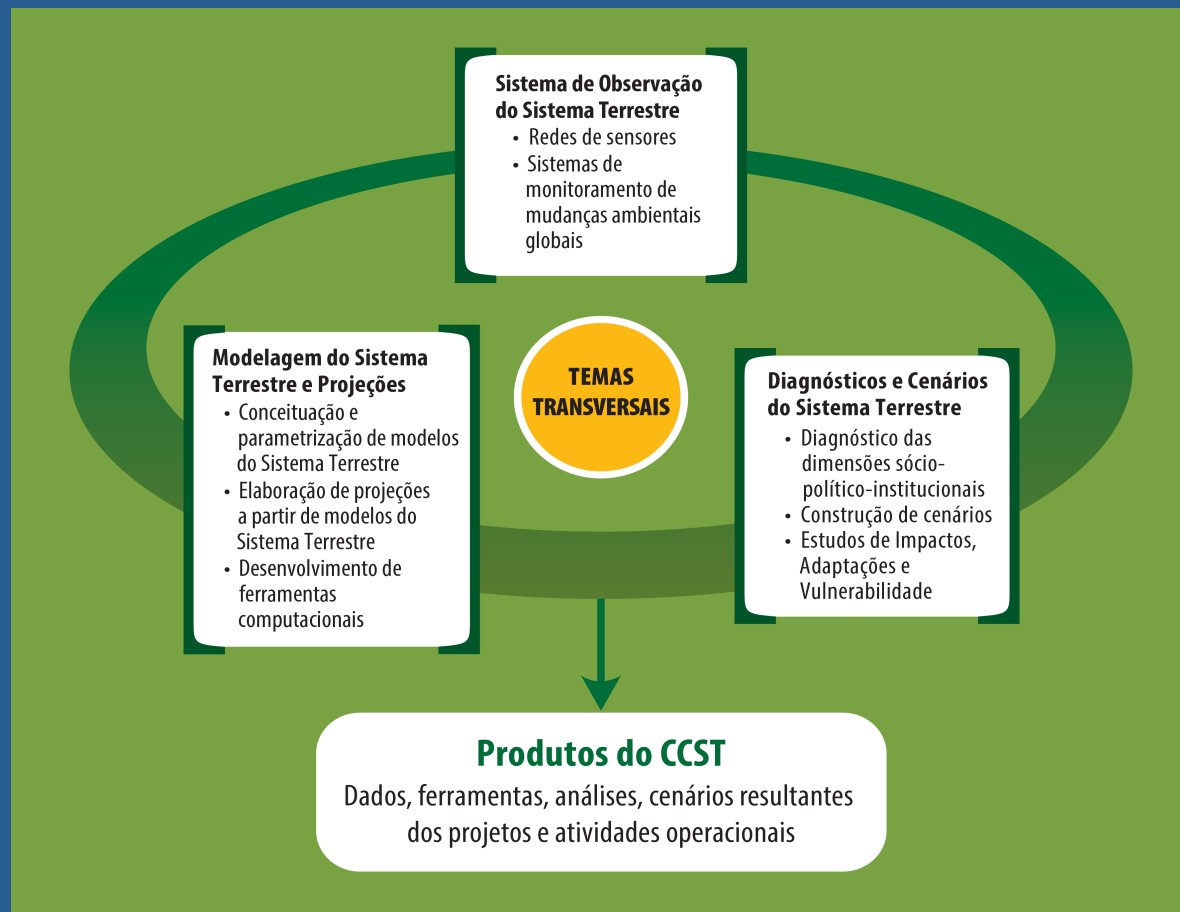 Sistema de Observação
do Sistema Terrestre
• Redes de sensores
• Sistemas de
monitoramento de
mudanças ambientais
globais
Modelagem do Sistema
Terrestre e Projeções
• Conceituação e
parametrização de modelos
do Sistema Terrestre
• Elaboração de projeções
a partir de modelos do
Sistema Terrestre
• Desenvolvimento de
ferramentas
computacionais
TEMAS
TRANSVERSAIS
Diagnósticos e Cenários
do Sistema Terrestre
• Diagnóstico das
dimensões sócio-
político-institucionais
• Construção de cenários
• Estudos de Impactos,
Adaptações e
Vulnerabilidade
Produtos do CCST
Dados, ferramentas, análises, cenários resultantes
dos projetos e atividades operacionais